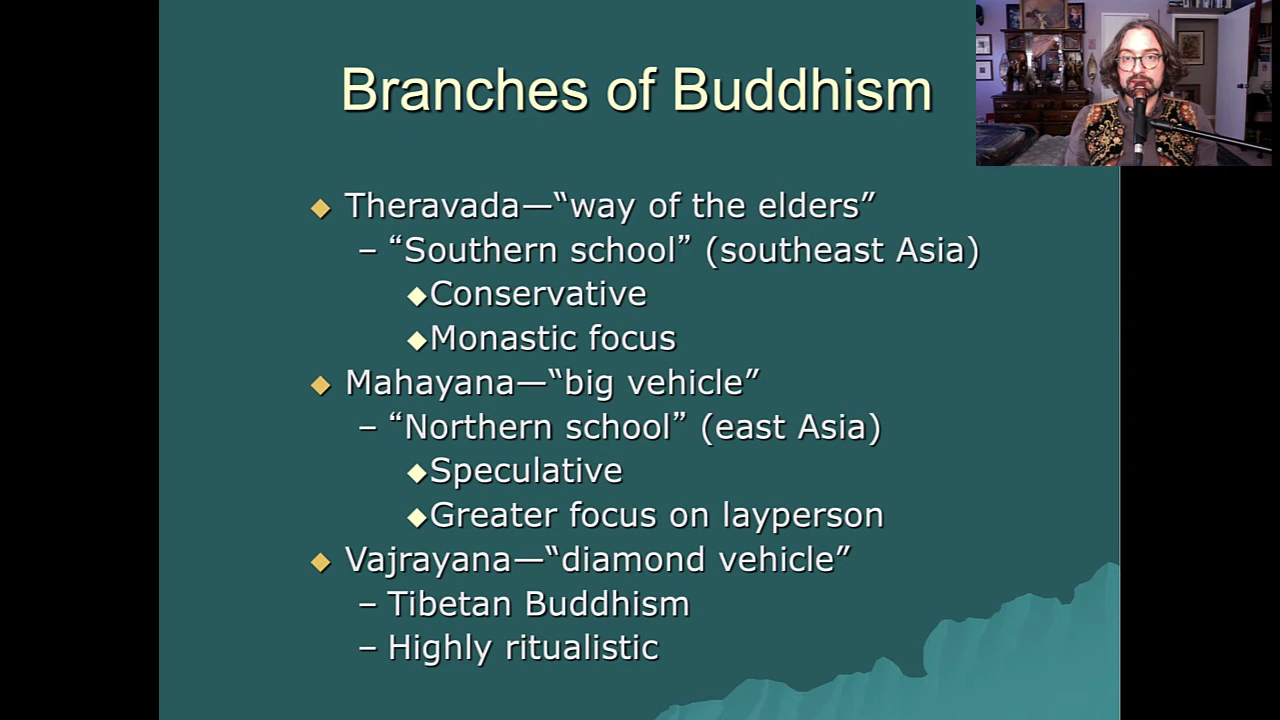 Branches of Buddhism
Theravada—“way of the elders”
– “Southern school” (southeast Asia)
Conservative
Monastic focus
Mahayana—“big vehicle”
– “Northern school” (east Asia)
Speculative
Greater focus on layperson
Vajrayana—“diamond vehicle”
– Tibetan Buddhism
– Highly ritualistic